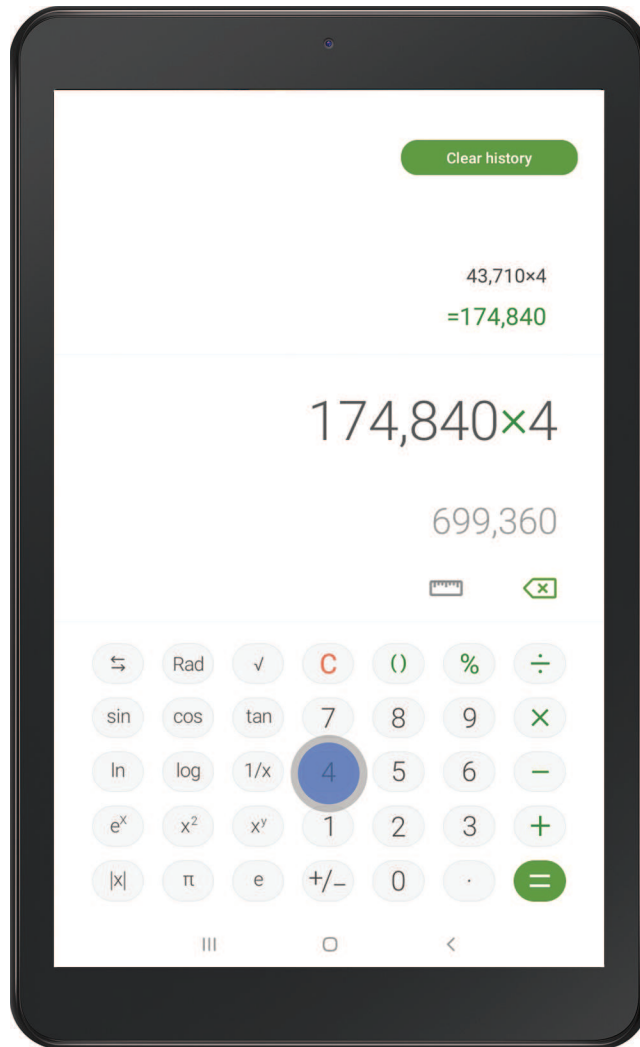 Clear history
43,710×4
=174,840
174,840×4
699,360
Rad √ C () % ÷
sin cos tan 7 8 9 ×
ln log 1/x 4 5 6 −
eˣ x² xʸ 1 2 3 +
|x| π e +/− 0 . =